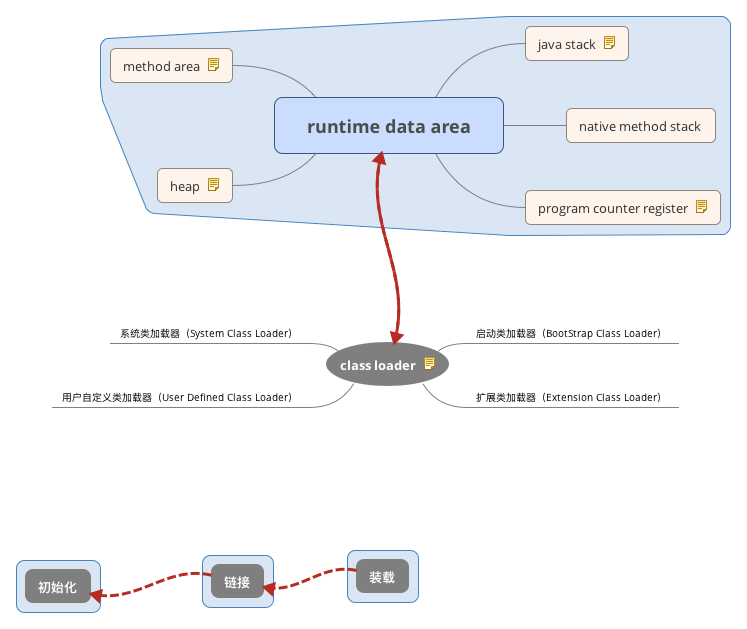 java stack
method area
runtime data area
native method stack
heap
program counter register
系统类加载器（System Class Loader）
启动类加载器（BootStrap Class Loader）
class loader
用户自定义类加载器（User Defined Class Loader）
扩展类加载器（Extension Class Loader）
初始化
链接
装载